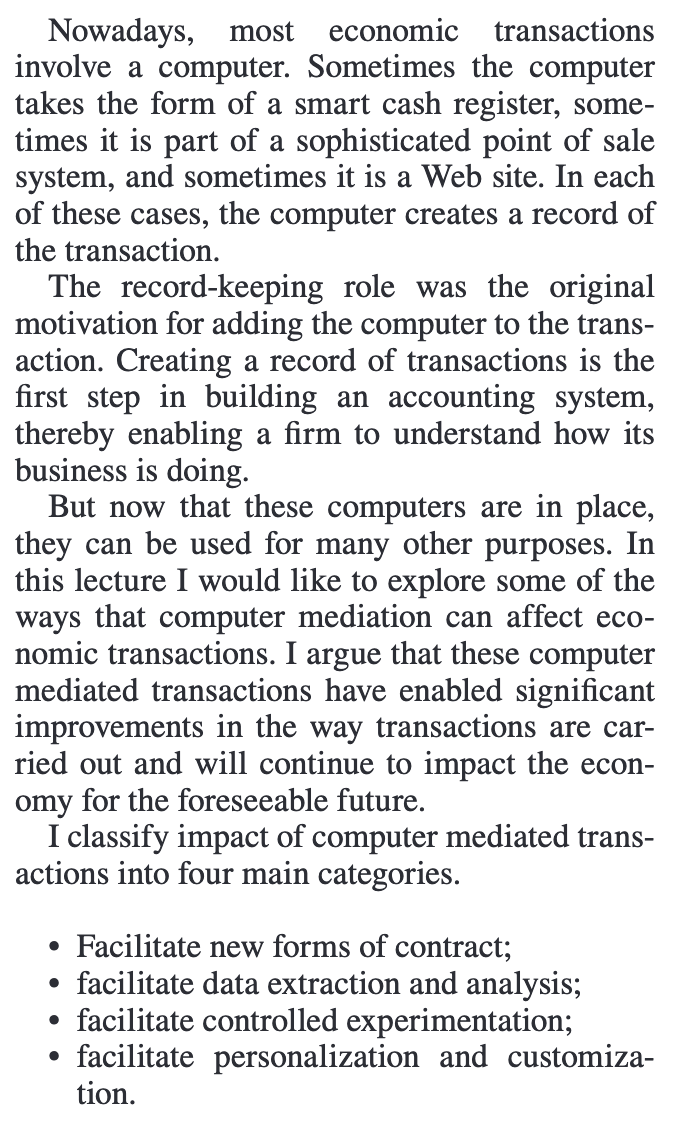 Nowadays, most economic transactions
involve a computer. Sometimes the computer
takes the form of a smart cash register, some-
times it is part of a sophisticated point of sale
system, and sometimes it is a Web site. In each
of these cases, the computer creates a record of
the transaction.
The record-keeping role was the original
motivation for adding the computer to the trans-
action. Creating a record of transactions is the
first step in building an accounting system,
thereby enabling a firm to understand how its
business is doing.
But now that these computers are in place,
they can be used for many other purposes. In
this lecture I would like to explore some of the
ways that computer mediation can affect eco-
nomic transactions. I argue that these computer
mediated transactions have enabled significant
improvements in the way transactions are car-
ried out and will continue to impact the econ-
omy for the foreseeable future.
I classify impact of computer mediated trans-
actions into four main categories.
• Facilitate new forms of contract;
• facilitate data extraction and analysis;
• facilitate controlled experimentation;
• facilitate personalization and customiza-
tion.